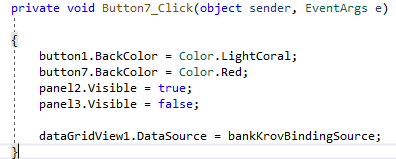 private void Button7_Click(object sender, EventArgs e)
{
button1.BackColor = Color.LightCoral;
button7.BackColor = Color.Red;
panel2.Visible = true;
panel3.Visible = false;
dataGridView1.DataSource = bankKrovBindingSource;
}